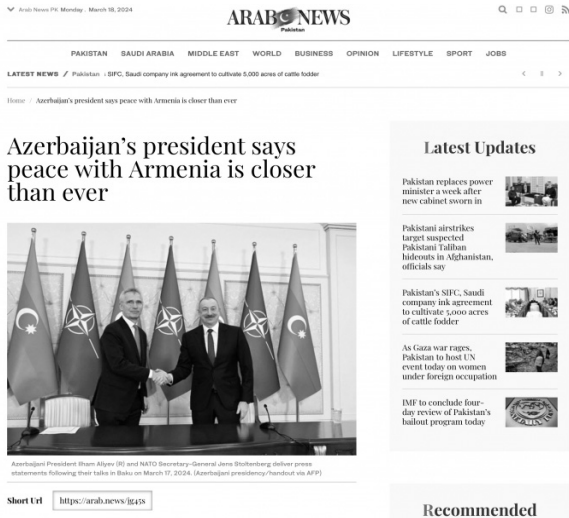 Arab News PK Monday . March 18, 2024
ARAB NEWS
Pakistan
PAKISTAN SAUDI ARABIA MIDDLE EAST WORLD BUSINESS OPINION LIFESTYLE SPORT JOBS
LATEST NEWS / Pakistan › SIFC, Saudi company ink agreement to cultivate 5,000 acres of cattle fodder
Home / Azerbaijan’s president says peace with Armenia is closer than ever
Azerbaijan’s president says
peace with Armenia is closer
than ever
Azerbaijani President Ilham Aliyev (R) and NATO Secretary-General Jens Stoltenberg deliver press
statements following their talks in Baku on March 17, 2024. (Azerbaijani presidency/handout via AFP)
Short Url https://arab.news/jg45s
Latest Updates
Pakistan replaces power
minister a week after
new cabinet sworn in
Pakistani airstrikes
target suspected
Pakistani Taliban
hideouts in Afghanistan,
officials say
Pakistan’s SIFC, Saudi
company ink agreement
to cultivate 5,000 acres
of cattle fodder
As Gaza war rages,
Pakistan to host UN
event today on women
under foreign occupation
IMF to conclude four-
day review of Pakistan’s
bailout program today
Recommended